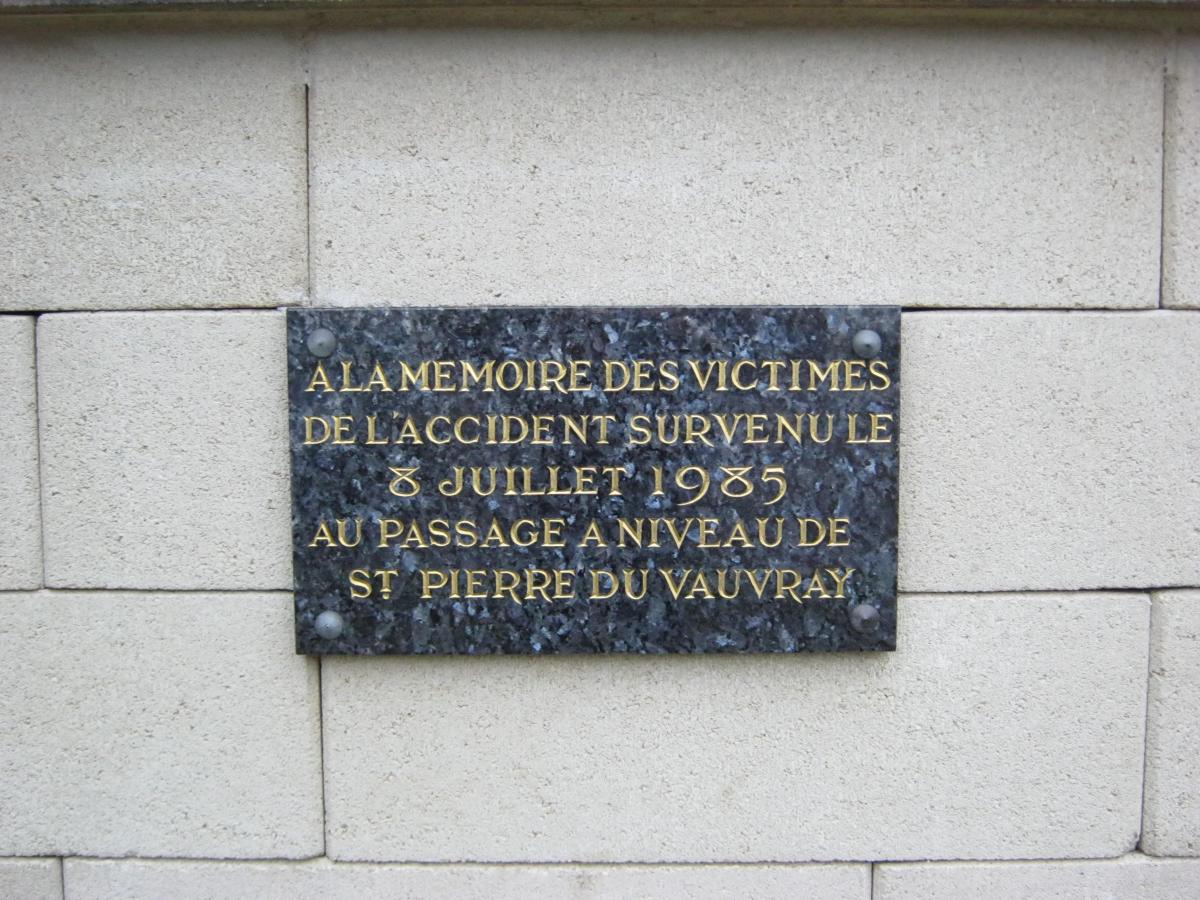 A LA MEMOIRE DES VICTIMES
DE L'ACCIDENT SURVENU LE
8 JUILLET 1985
AU PASSAGE A NIVEAU DE
ST PIERRE DU VAUVRAY